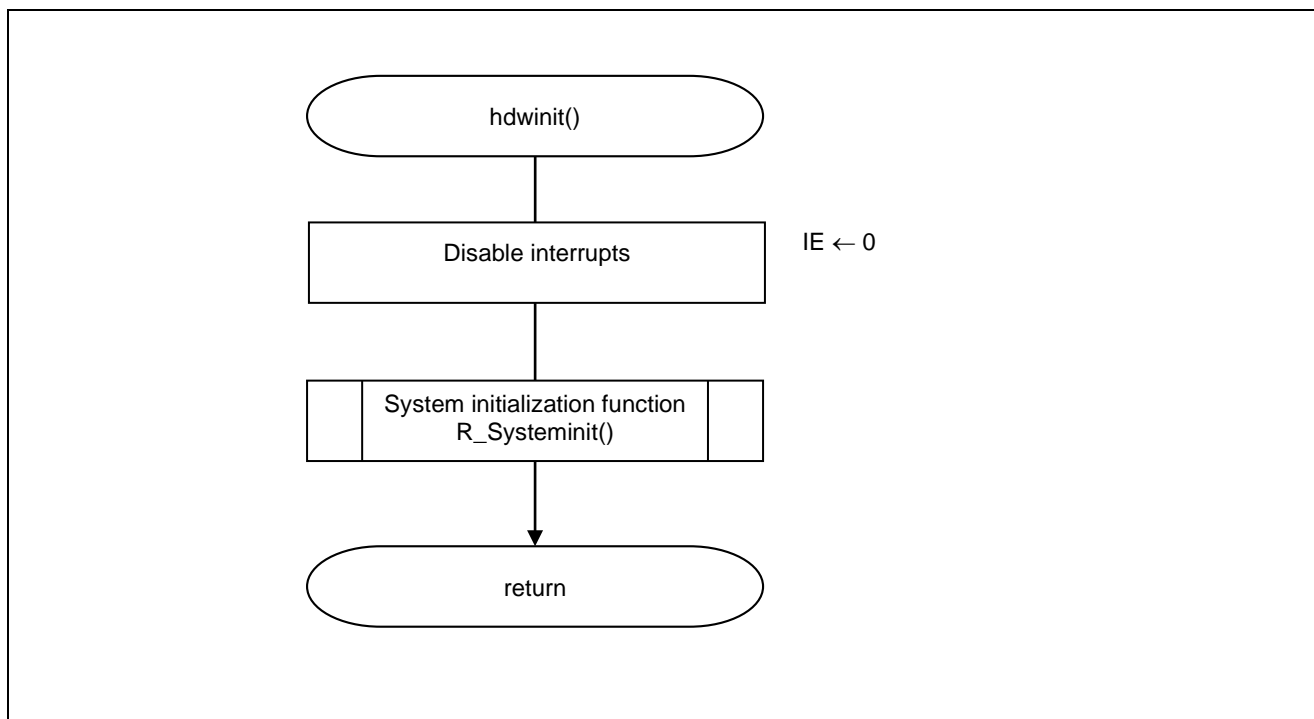 hdwinit()
Disable interrupts
IE ← 0
System initialization function
R_Systeminit()
return